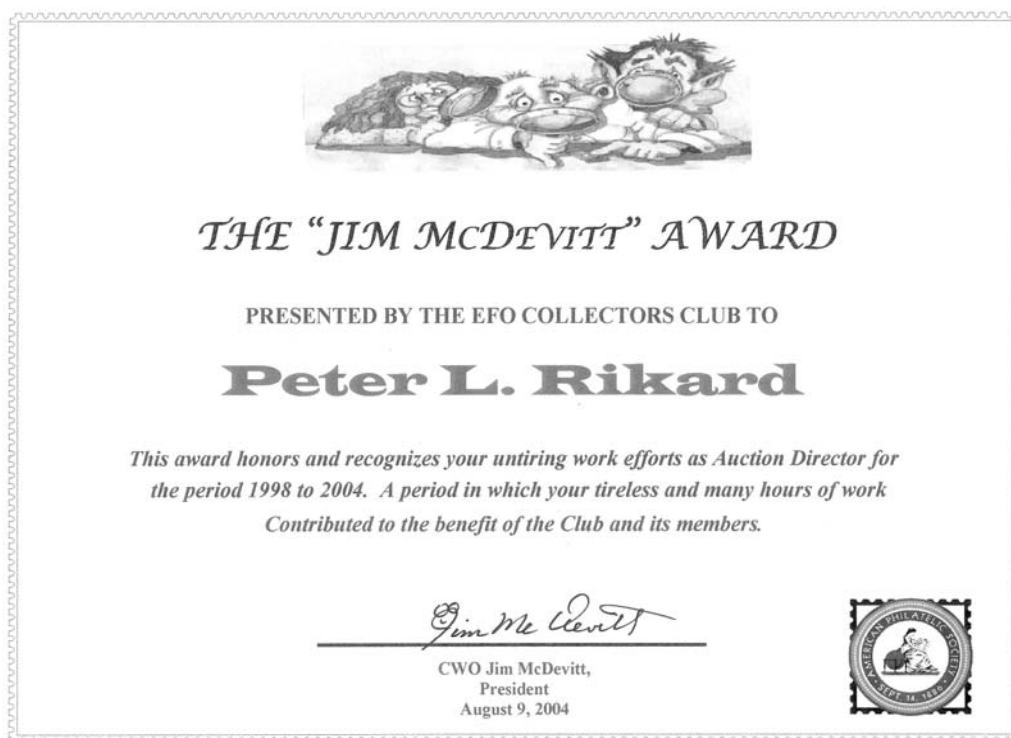 THE “JIM MCDEVITT” AWARD
PRESENTED BY THE EFO COLLECTORS CLUB TO
Peter L. Rikard
This award honors and recognizes your untiring work efforts as Auction Director for
the period 1998 to 2004. A period in which your tireless and many hours of work
Contributed to the benefit of the Club and its members.
Jim McDevitt
CWO Jim McDevitt,
President
August 9, 2004
AMERICAN PHILATELIC SOCIETY
SEPT. 14, 1886